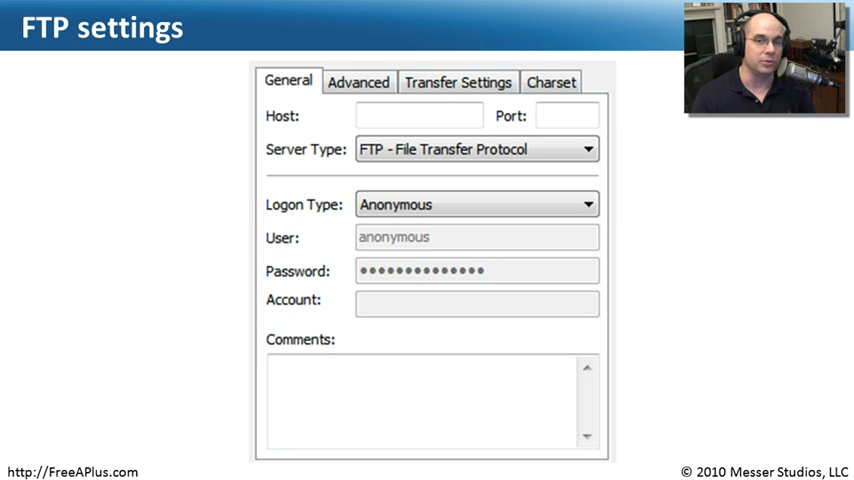 FTP settings
General Advanced Transfer Settings Charset
Host: Port:
Server Type: FTP - File Transfer Protocol
Logon Type: Anonymous
User: anonymous
Password: ••••••••••••••
Account:
Comments:
http://FreeAPlus.com © 2010 Messer Studios, LLC